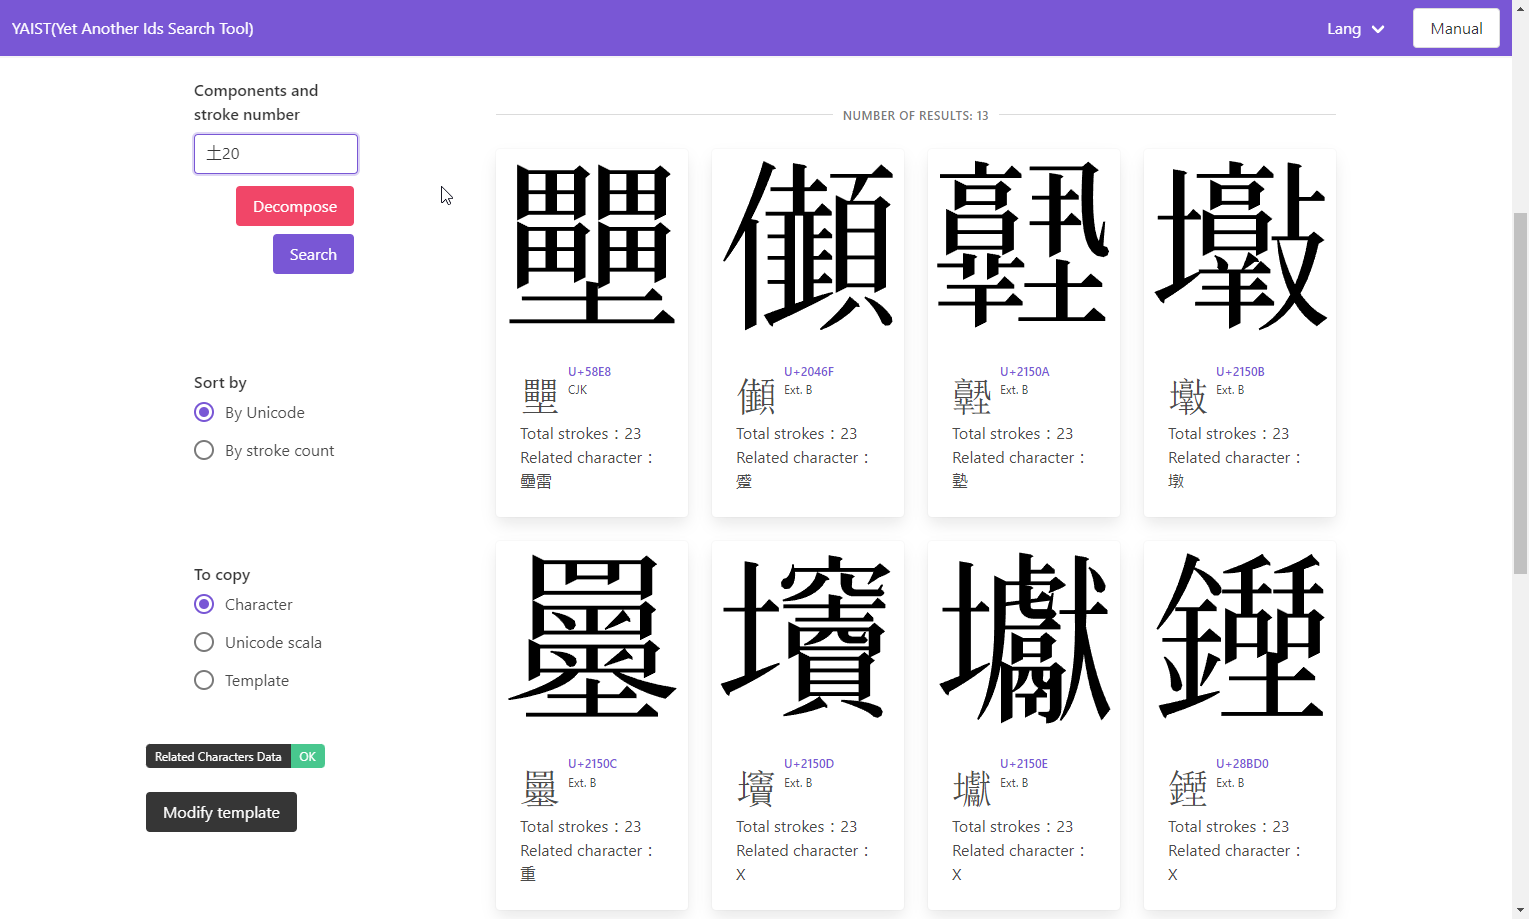 YAIST(Yet Another Ids Search Tool)
Lang
Manual
Components and
stroke number
土20
Decompose
Search
Sort by
By Unicode
By stroke count
To copy
Character
Unicode scala
Template
Related Characters Data OK
Modify template
NUMBER OF RESULTS: 13
壨
壨
U+58E8
CJK
Total strokes：23
Related character：
壘雷
𠑯
𠑯
U+2046F
Ext. B
Total strokes：23
Related character：
𡔊
𡔊
U+2150A
Ext. B
Total strokes：23
Related character：
塾
𡔋
𡔋
U+2150B
Ext. B
Total strokes：23
Related character：
墩
𡔌
𡔌
U+2150C
Ext. B
Total strokes：23
Related character：
重
𡔍
𡔍
U+2150D
Ext. B
Total strokes：23
Related character：
X
𡔎
𡔎
U+2150E
Ext. B
Total strokes：23
Related character：
X
𨯐
𨯐
U+28BD0
Ext. B
Total strokes：23
Related character：
X